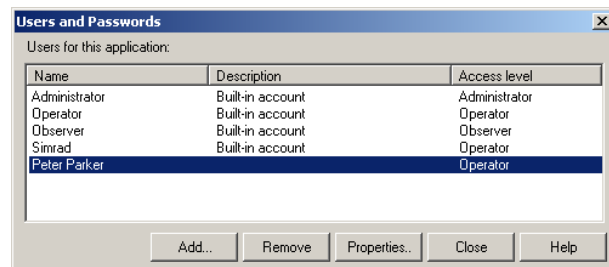 Users and Passwords
Users for this application:
Name Description Access level
Administrator Built-in account Administrator
Operator Built-in account Operator
Observer Built-in account Observer
Simrad Built-in account Operator
Peter Parker Operator
Add... Remove Properties.. Close Help